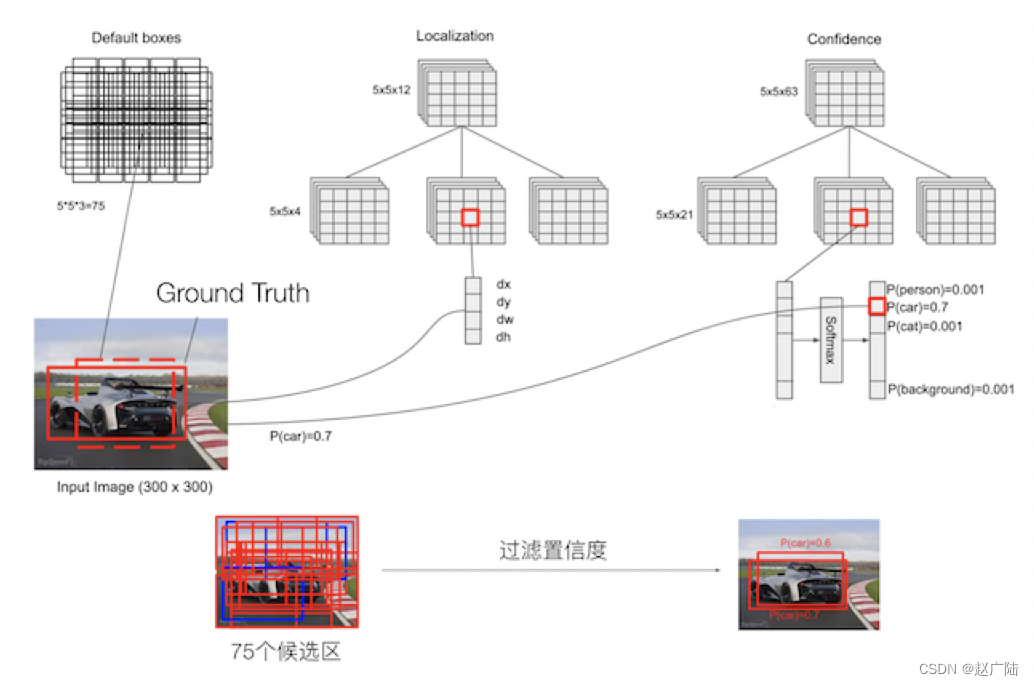 Default boxes
Localization
Confidence
5x5x12
5x5x63
5*5*3=75
5x5x4
5x5x21
Ground Truth
dx
dy
dw
dh
Softmax
P(person)=0.001
P(car)=0.7
P(cat)=0.001
P(background)=0.001
P(car)=0.7
Input Image (300 x 300)
过滤置信度
P(car)=0.6
P(car)=0.7
75个候选区
CSDN @赵广陆